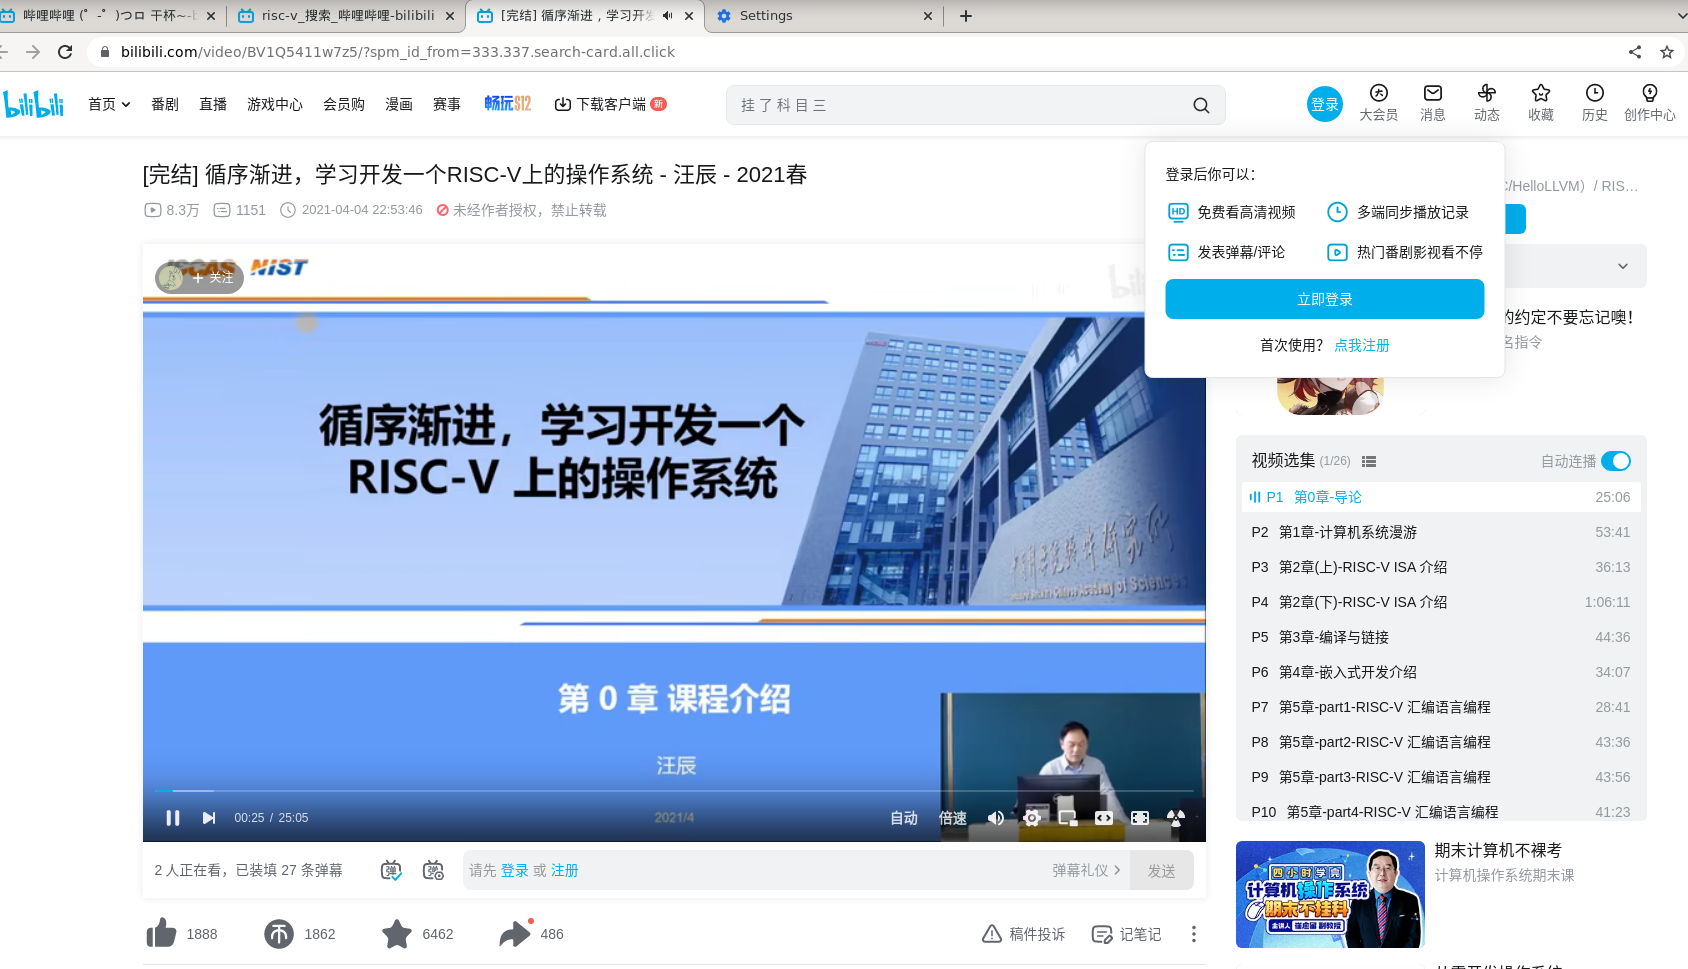 哔哩哔哩 (゜-゜)つロ 干杯~-b
risc-v_搜索_哔哩哔哩-bilibili
[完结] 循序渐进，学习开发
Settings
bilibili.com/video/BV1Q5411w7z5/?spm_id_from=333.337.search-card.all.click
bilibili
首页
番剧
直播
游戏中心
会员购
漫画
赛事
畅玩S12
下载客户端
新
挂了科目三
登录
大会员
消息
动态
收藏
历史
创作中心
[完结] 循序渐进，学习开发一个RISC-V上的操作系统 - 汪辰 - 2021春
8.3万
1151
2021-04-04 22:53:46
未经作者授权，禁止转载
登录后你可以：
免费看高清视频
多端同步播放记录
发表弹幕/评论
热门番剧影视看不停
立即登录
首次使用？ 点我注册
C/HelloLLVM）/ RIS…
的约定不要忘记噢！
名指令
+ 关注
ISCAS NIST
循序渐进，学习开发一个
RISC-V 上的操作系统
第 0 章 课程介绍
汪辰
2021/4
00:25 / 25:05
自动
倍速
视频选集 (1/26)
自动连播
P1 第0章-导论 25:06
P2 第1章-计算机系统漫游 53:41
P3 第2章(上)-RISC-V ISA 介绍 36:13
P4 第2章(下)-RISC-V ISA 介绍 1:06:11
P5 第3章-编译与链接 44:36
P6 第4章-嵌入式开发介绍 34:07
P7 第5章-part1-RISC-V 汇编语言编程 28:41
P8 第5章-part2-RISC-V 汇编语言编程 43:36
P9 第5章-part3-RISC-V 汇编语言编程 43:56
P10 第5章-part4-RISC-V 汇编语言编程 41:23
2 人正在看，已装填 27 条弹幕
请先 登录 或 注册
弹幕礼仪
发送
1888
1862
6462
486
稿件投诉
记笔记
四小时学完
计算机操作系统
期末不挂科
期末计算机不裸考
计算机操作系统期末课